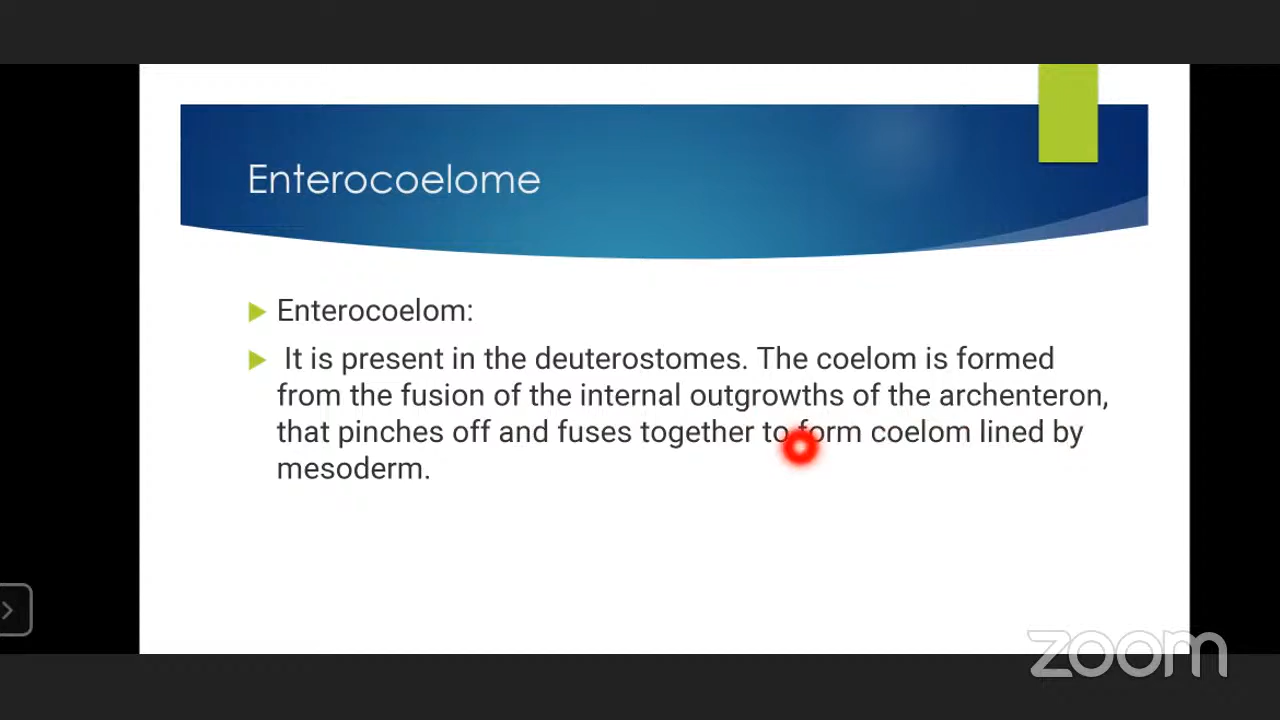 Enterocoelome
Enterocoelom:
It is present in the deuterostomes. The coelom is formed
from the fusion of the internal outgrowths of the archenteron,
that pinches off and fuses together to form coelom lined by
mesoderm.
zoom